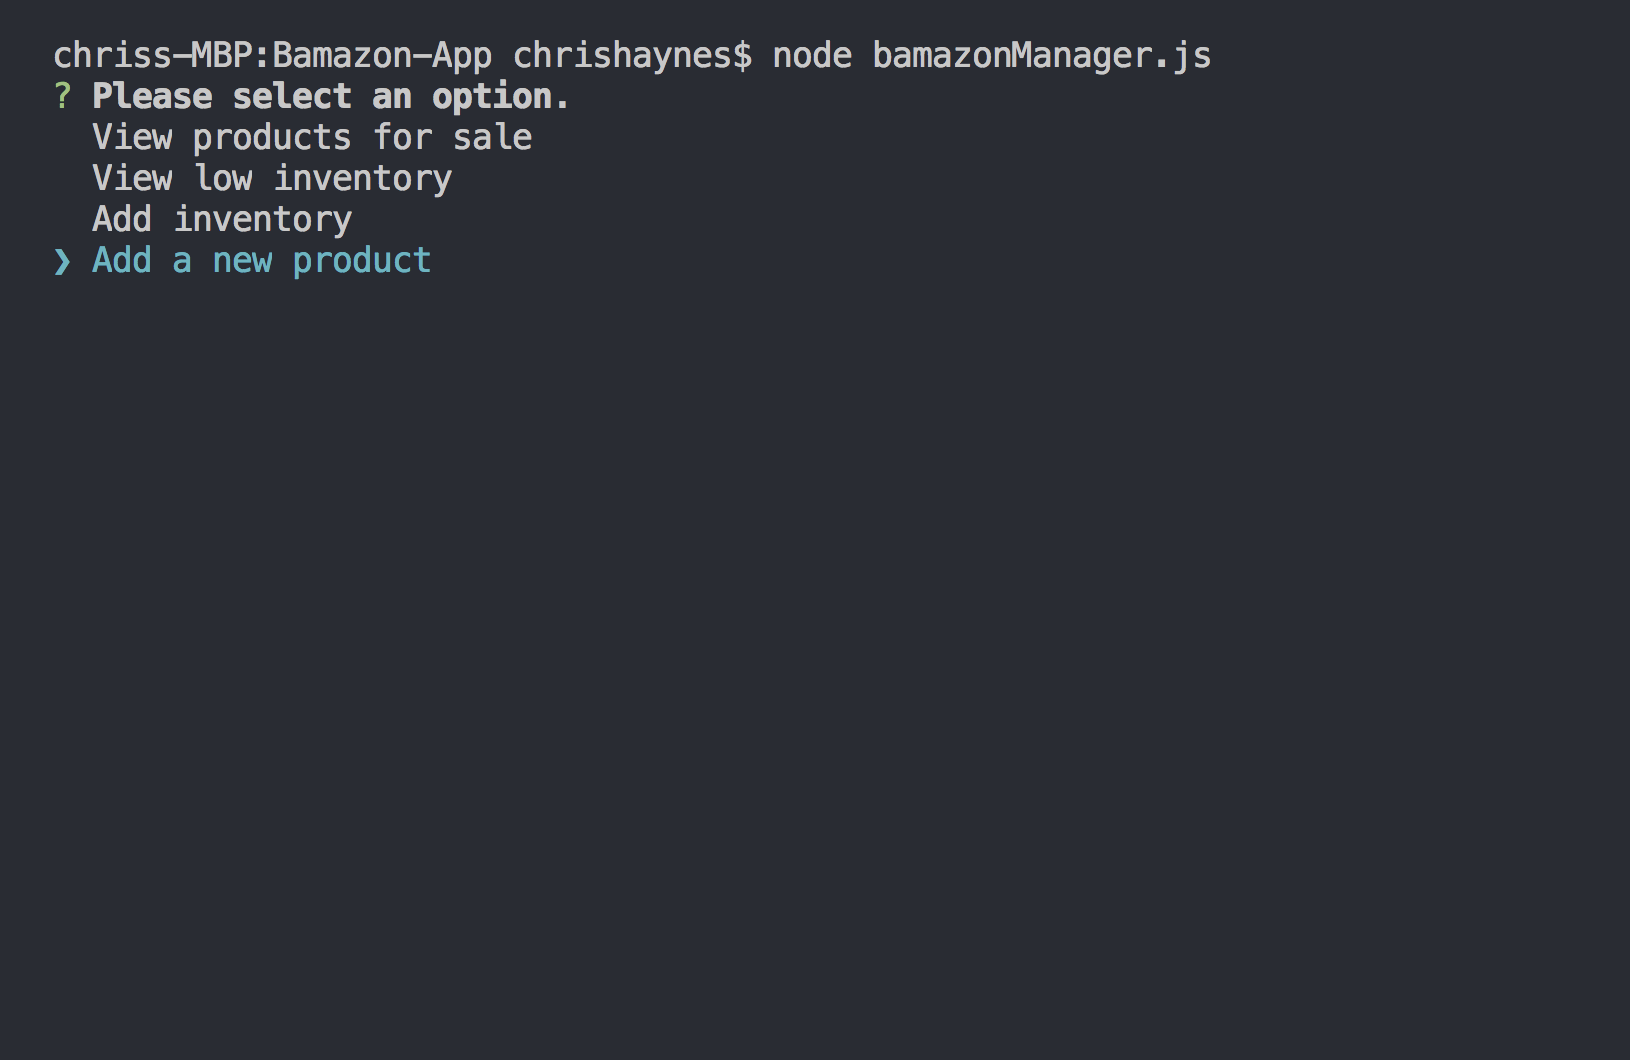 chriss-MBP:Bamazon-App chrishaynes$ node bamazonManager.js
? Please select an option.
View products for sale
View low inventory
Add inventory
❯ Add a new product